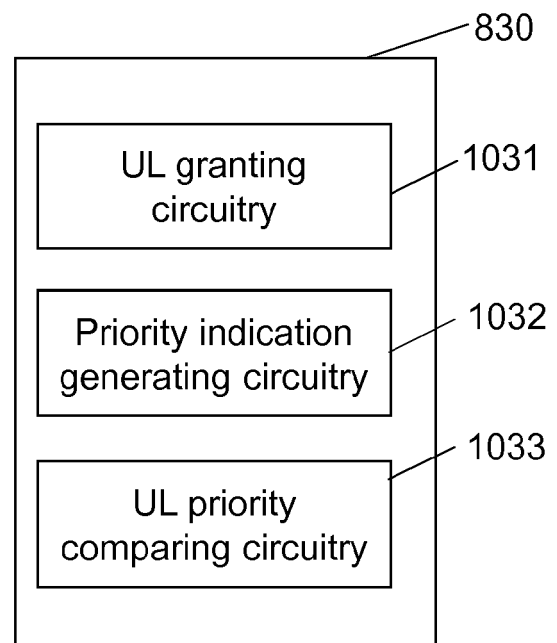 830
UL granting
circuitry
1031
Priority indication
generating circuitry
1032
UL priority
comparing circuitry
1033